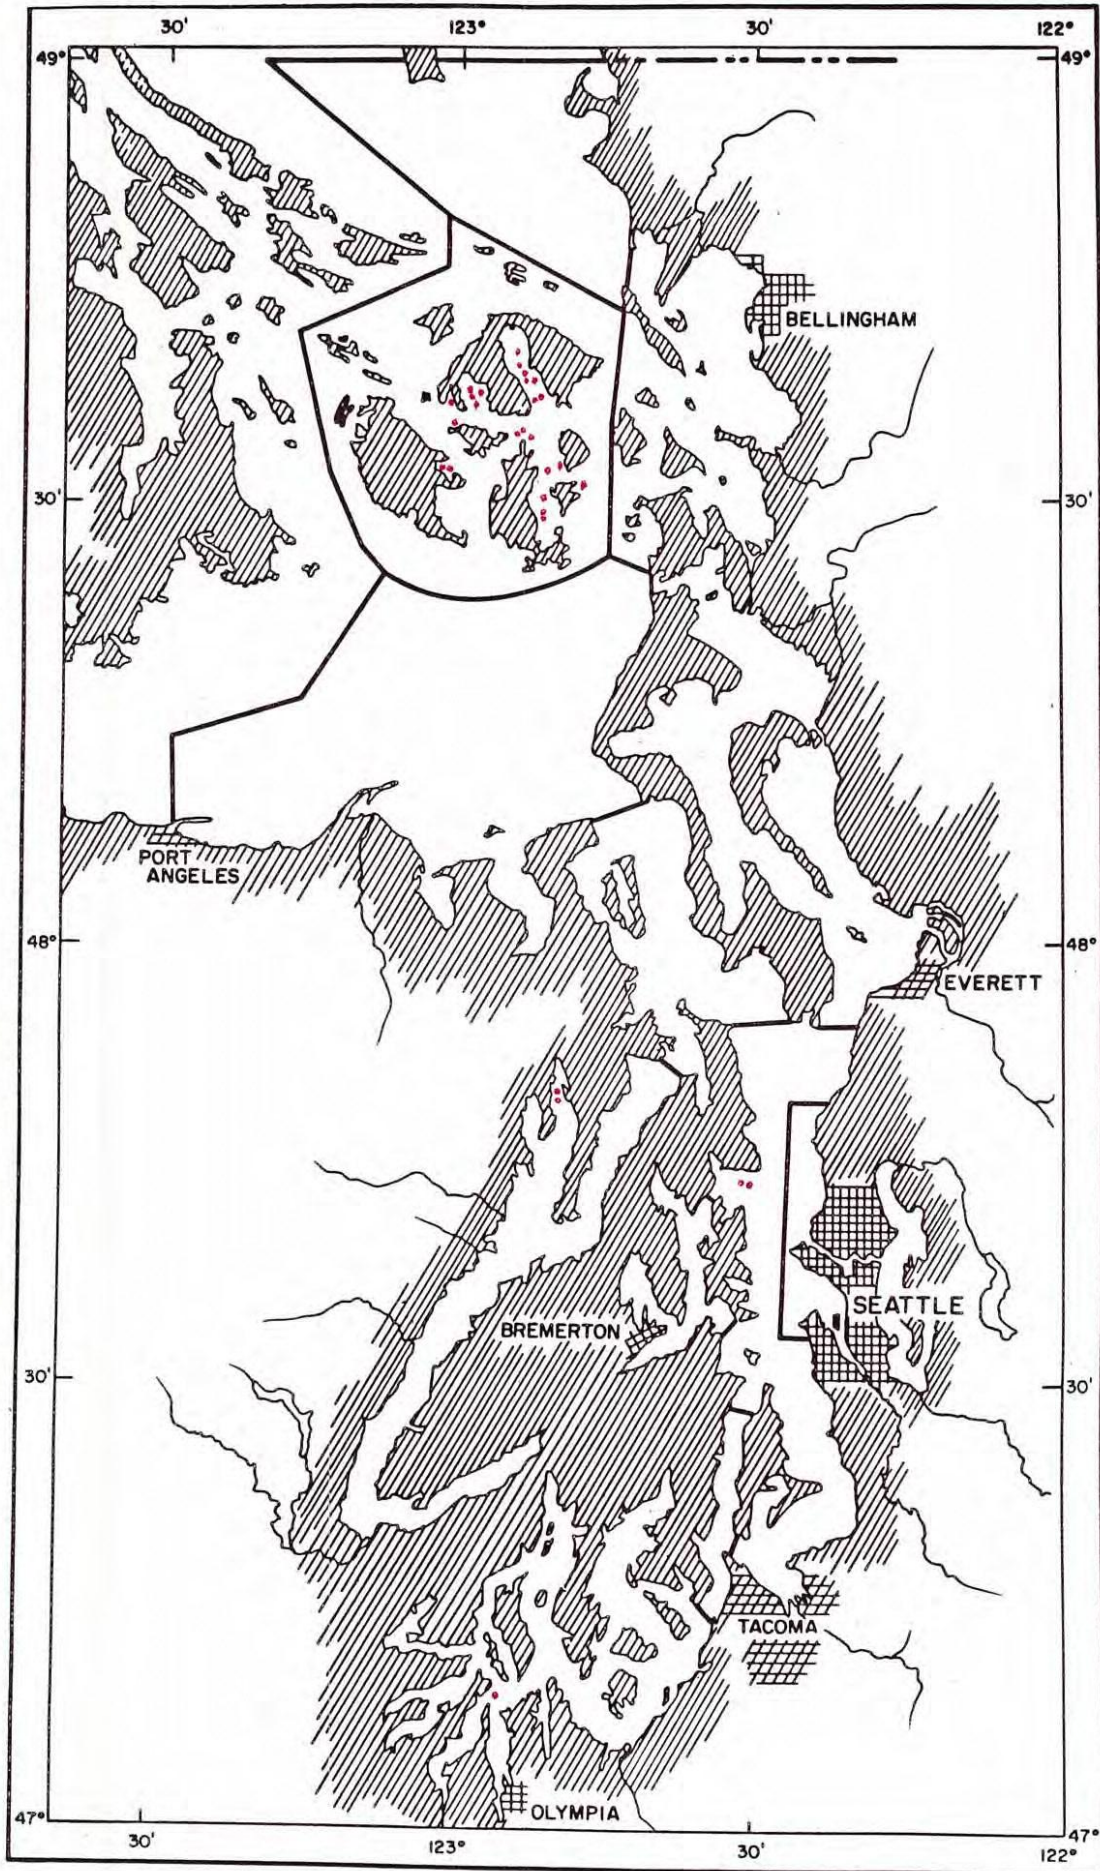 30' 123° 30' 122°
49° 49°
BELLINGHAM
30' 30'
PORT
ANGELES
48° 48°
EVERETT
SEATTLE
BREMERTON
30' 30'
TACOMA
OLYMPIA
47° 47°
30' 123° 30' 122°